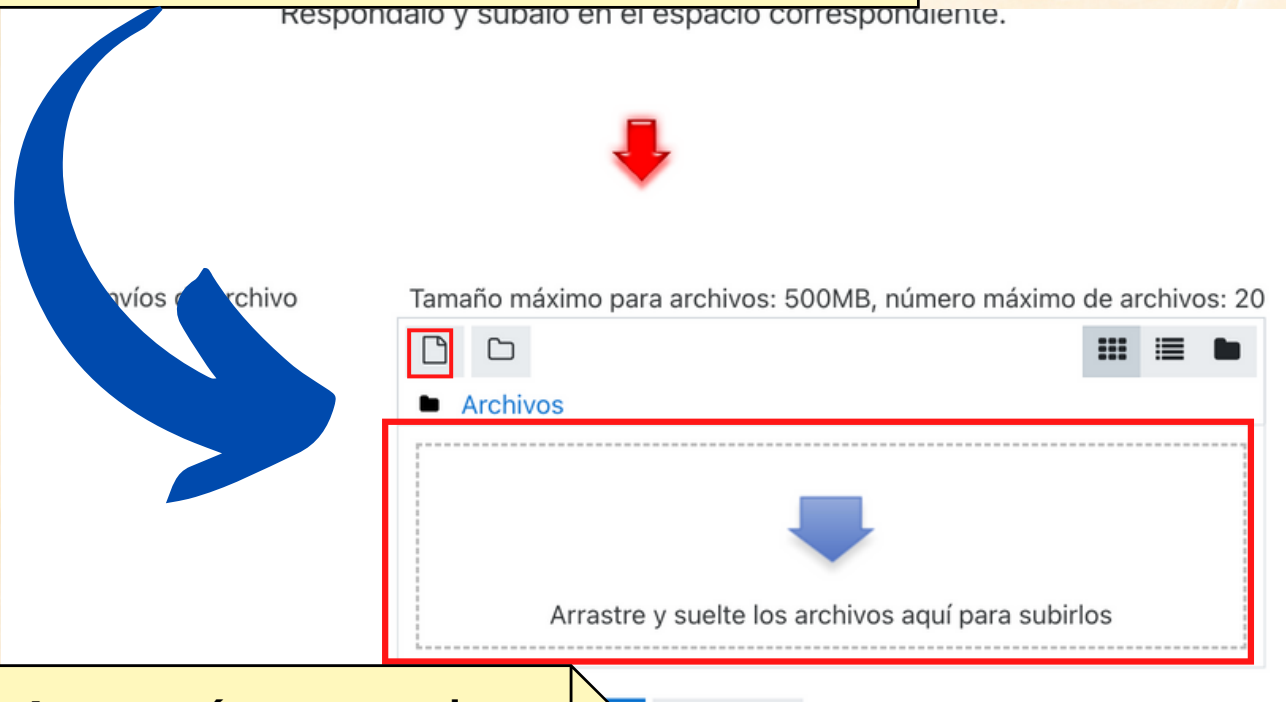 Respóndalo y súbalo en el espacio correspondiente.
Tamaño máximo para archivos: 500MB, número máximo de archivos: 20
Archivos
Arrastre y suelte los archivos aquí para subirlos